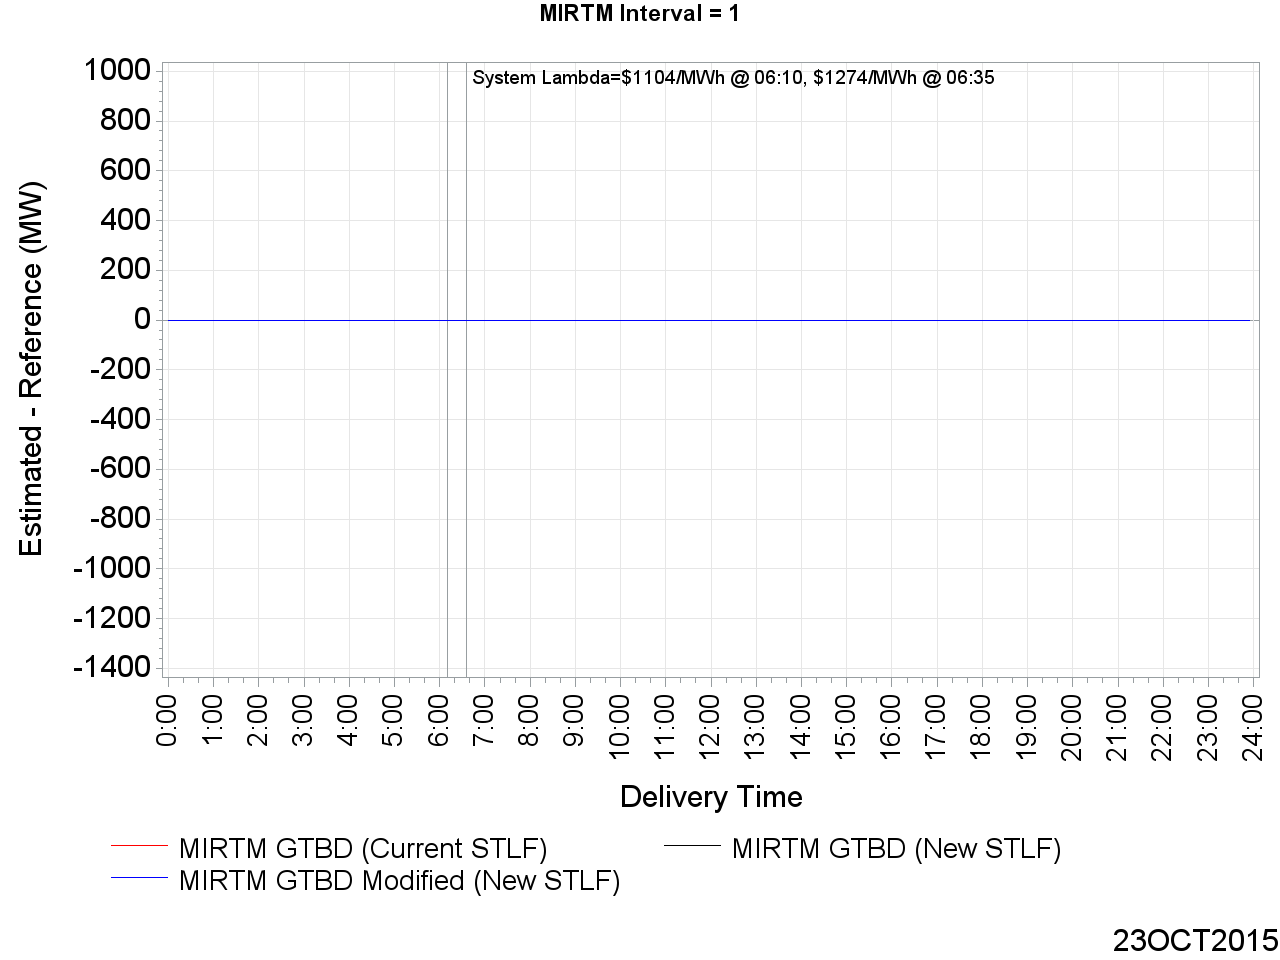 MIRTM Interval = 1
System Lambda=$1104/MWh @ 06:10, $1274/MWh @ 06:35
Estimated - Reference (MW)
1000
800
600
400
200
0
-200
-400
-600
-800
-1000
-1200
-1400
0:00 1:00 2:00 3:00 4:00 5:00 6:00 7:00 8:00 9:00 10:00 11:00 12:00 13:00 14:00 15:00 16:00 17:00 18:00 19:00 20:00 21:00 22:00 23:00 24:00
Delivery Time
MIRTM GTBD (Current STLF) MIRTM GTBD (New STLF)
MIRTM GTBD Modified (New STLF)
23OCT2015